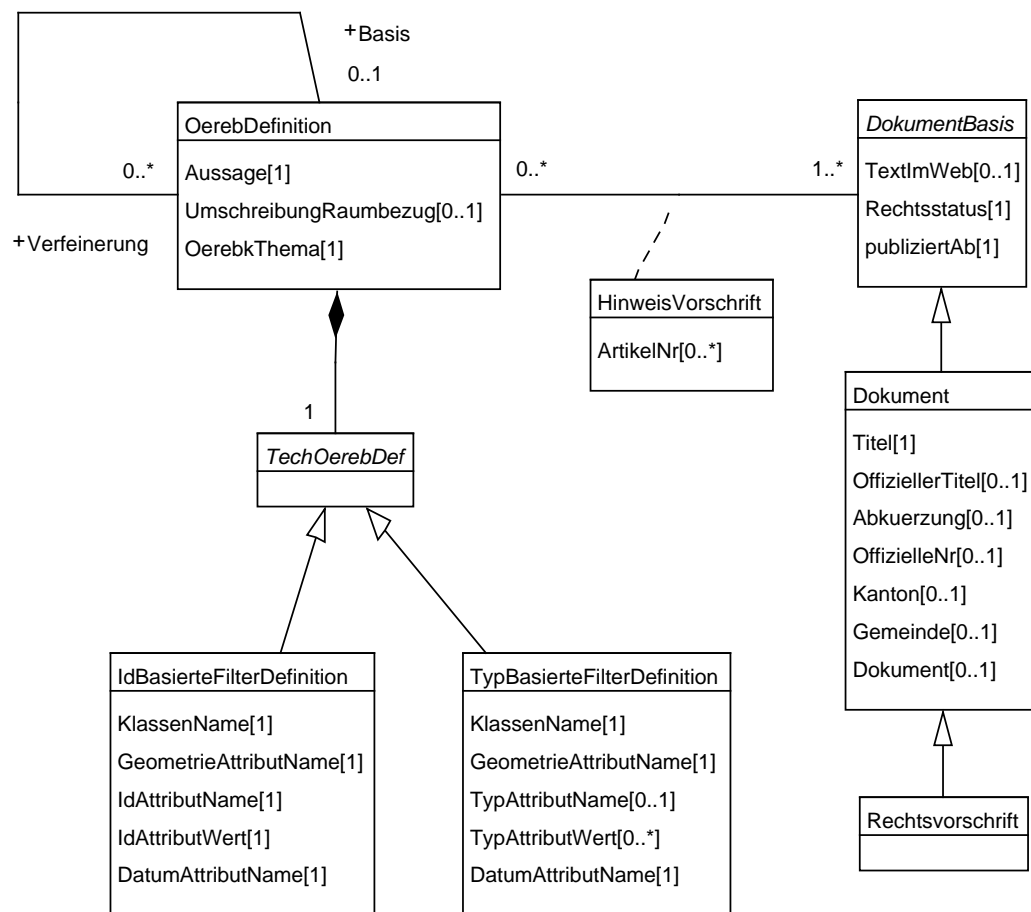 +Basis
0..1
OerebDefinition
Aussage[1]
UmschreibungRaumbezug[0..1]
OerebkThema[1]
0..*
+Verfeinerung
0..*
1..*
DokumentBasis
TextImWeb[0..1]
Rechtsstatus[1]
publiziertAb[1]
HinweisVorschrift
ArtikelNr[0..*]
Dokument
Titel[1]
OffiziellerTitel[0..1]
Abkuerzung[0..1]
OffizielleNr[0..1]
Kanton[0..1]
Gemeinde[0..1]
Dokument[0..1]
1
TechOerebDef
IdBasierteFilterDefinition
KlassenName[1]
GeometrieAttributName[1]
IdAttributName[1]
IdAttributWert[1]
DatumAttributName[1]
TypBasierteFilterDefinition
KlassenName[1]
GeometrieAttributName[1]
TypAttributName[0..1]
TypAttributWert[0..*]
DatumAttributName[1]
Rechtsvorschrift